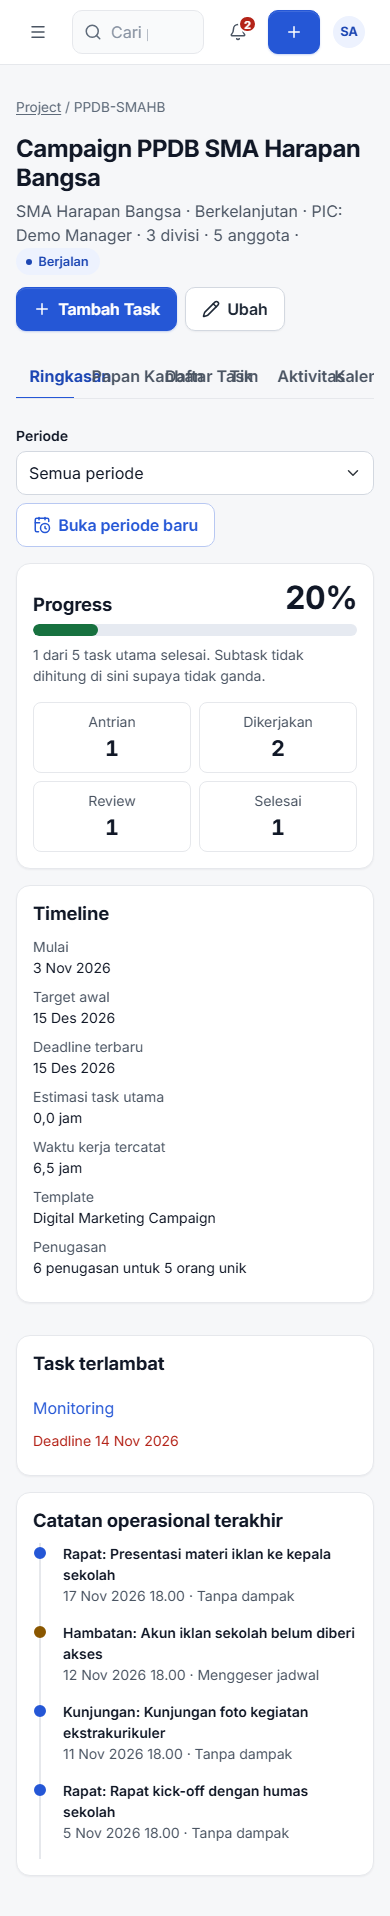 Cari
2
SA
Project / PPDB-SMAHB
Campaign PPDB SMA Harapan
Bangsa
SMA Harapan Bangsa · Berkelanjutan · PIC:
Demo Manager · 3 divisi · 5 anggota ·
Berjalan
Tambah Task
Ubah
Ringkasan Papan Kanban Daftar Task Tim Aktivitas Kalen
Periode
Semua periode
Buka periode baru
Progress 20%
1 dari 5 task utama selesai. Subtask tidak
dihitung di sini supaya tidak ganda.
Antrian Dikerjakan
1 2
Review Selesai
1 1
Timeline
Mulai
3 Nov 2026
Target awal
15 Des 2026
Deadline terbaru
15 Des 2026
Estimasi task utama
0,0 jam
Waktu kerja tercatat
6,5 jam
Template
Digital Marketing Campaign
Penugasan
6 penugasan untuk 5 orang unik
Task terlambat
Monitoring
Deadline 14 Nov 2026
Catatan operasional terakhir
Rapat: Presentasi materi iklan ke kepala
sekolah
17 Nov 2026 18.00 · Tanpa dampak
Hambatan: Akun iklan sekolah belum diberi
akses
12 Nov 2026 18.00 · Menggeser jadwal
Kunjungan: Kunjungan foto kegiatan
ekstrakurikuler
11 Nov 2026 18.00 · Tanpa dampak
Rapat: Rapat kick-off dengan humas
sekolah
5 Nov 2026 18.00 · Tanpa dampak